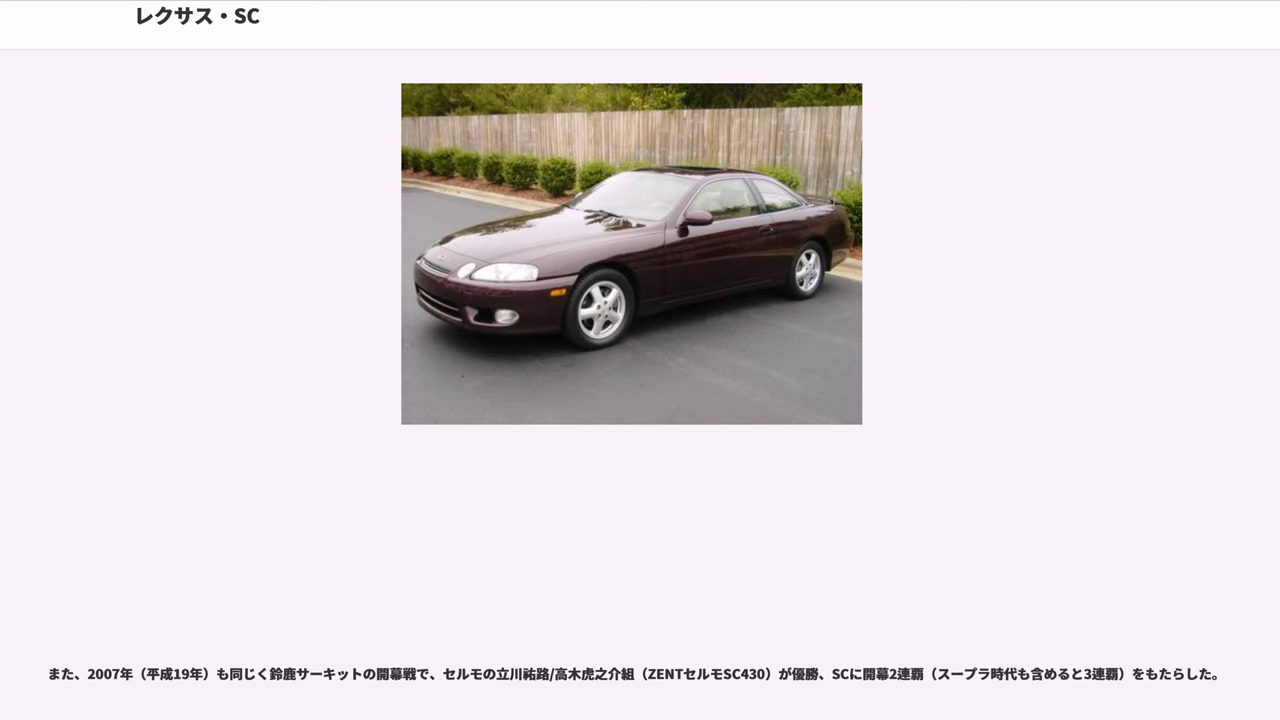 レクサス・SC
また、2007年（平成19年）も同じく鈴鹿サーキットの開幕戦で、セルモの立川祐路/高木虎之介組（ZENTセルモSC430）が優勝、SCに開幕2連覇（スープラ時代も含めると3連覇）をもたらした。